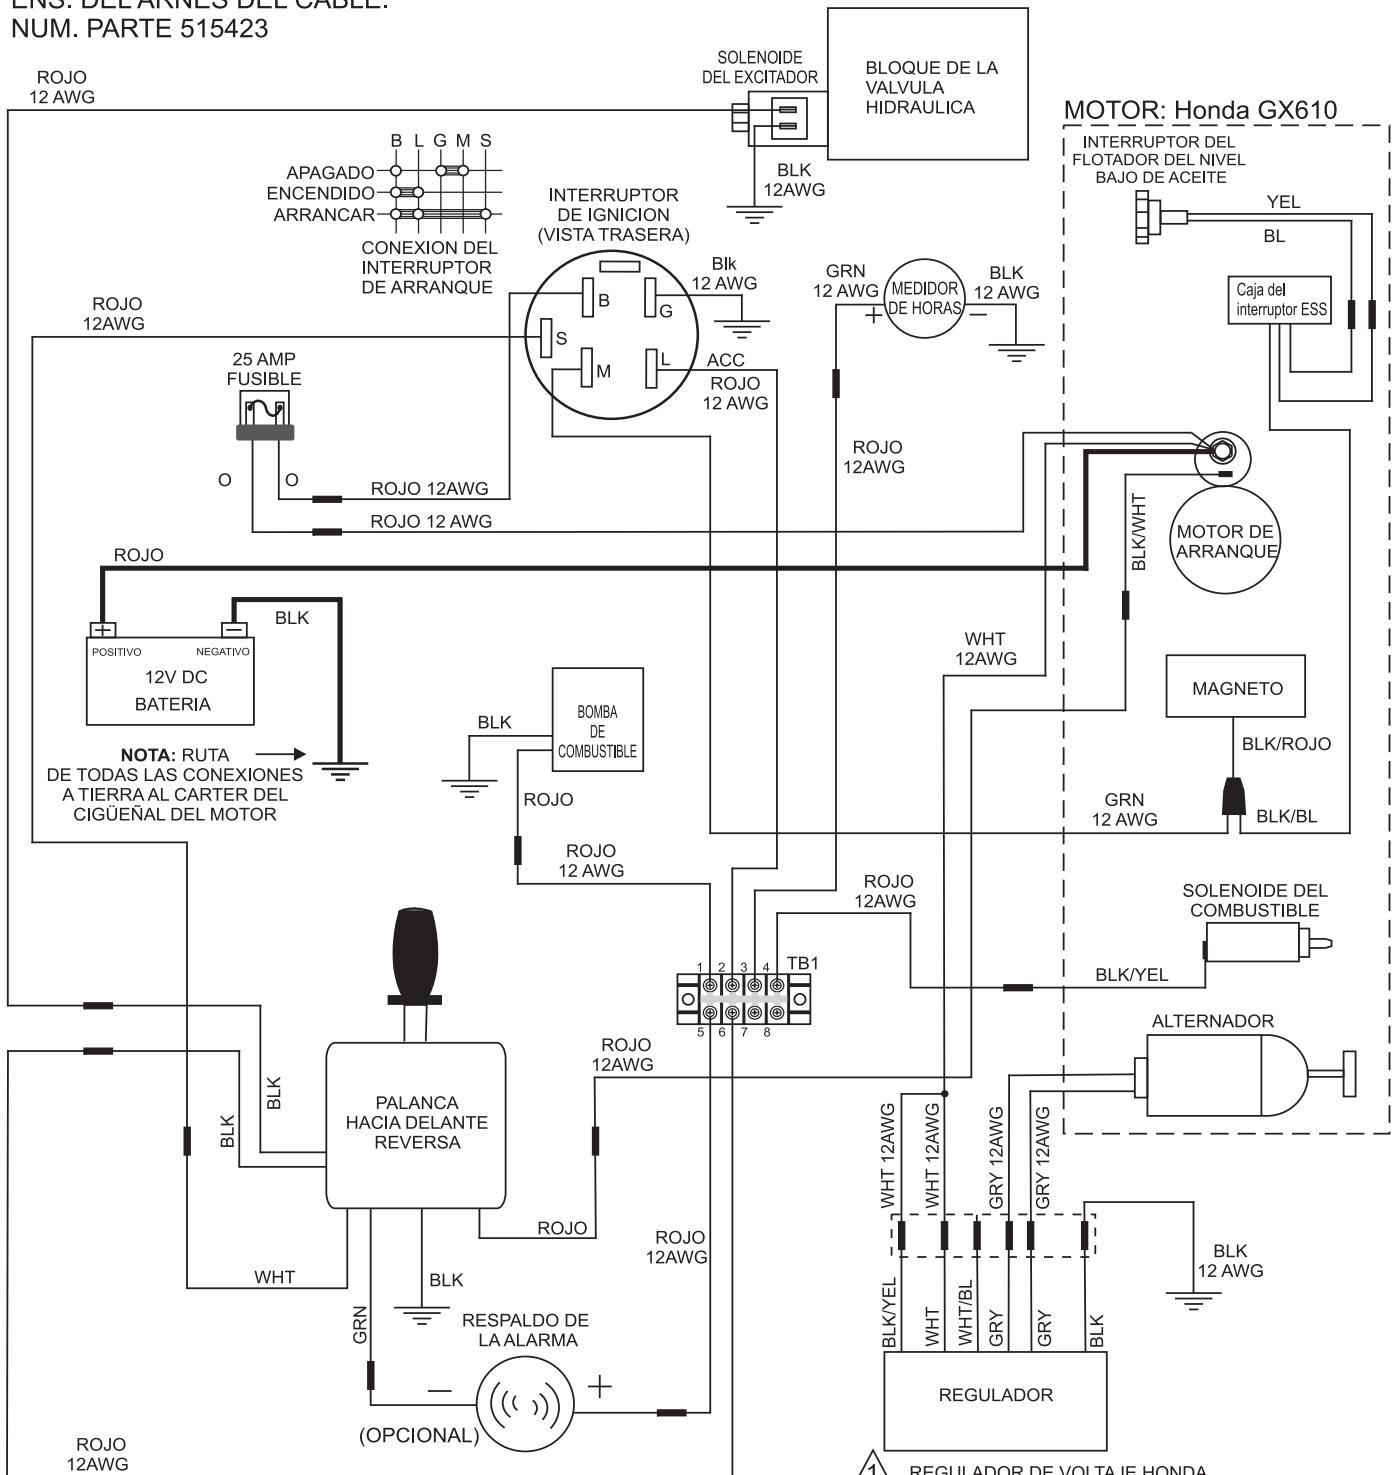 ENS. DEL ARNES DEL CABLE.
NUM. PARTE 515423
ROJO
12 AWG
SOLENOIDE
DEL EXCITADOR
BLOQUE DE LA
VALVULA
HIDRAULICA
BLK
12AWG
MOTOR: Honda GX610
INTERRUPTOR DEL
FLOTADOR DEL NIVEL
BAJO DE ACEITE
YEL
BL
Caja del
interruptor ESS
B L G M S
APAGADO
ENCENDIDO
ARRANCAR
CONEXION DEL
INTERRUPTOR
DE ARRANQUE
INTERRUPTOR
DE IGNICION
(VISTA TRASERA)
B
G
S
M
L
Blk
12 AWG
ACC
ROJO
12 AWG
GRN
12 AWG
MEDIDOR
DE HORAS
BLK
12 AWG
+
−
ROJO
12AWG
ROJO
12AWG
25 AMP
FUSIBLE
O
O
ROJO 12AWG
ROJO 12 AWG
BLK/WHT
MOTOR DE
ARRANQUE
ROJO
BLK
+
−
POSITIVO
NEGATIVO
12V DC
BATERIA
NOTA: RUTA
DE TODAS LAS CONEXIONES
A TIERRA AL CARTER DEL
CIGÜEÑAL DEL MOTOR
WHT
12AWG
BLK
BOMBA
DE
COMBUSTIBLE
ROJO
ROJO
12 AWG
MAGNETO
BLK/ROJO
GRN
12 AWG
BLK/BL
ROJO
12AWG
SOLENOIDE DEL
COMBUSTIBLE
BLK/YEL
1 2 3 4
TB1
5 6 7 8
ALTERNADOR
ROJO
12AWG
BLK
BLK
PALANCA
HACIA DELANTE
REVERSA
ROJO
WHT
GRN
BLK
ROJO
12AWG
RESPALDO DE
LA ALARMA
−
+
(OPCIONAL)
WHT 12AWG
WHT 12AWG
GRY 12AWG
GRY 12AWG
BLK
12 AWG
BLK/YEL
WHT
WHT/BL
GRY
GRY
BLK
REGULADOR
ROJO
12AWG
1
REGULADOR DE VOLTAJE HONDA